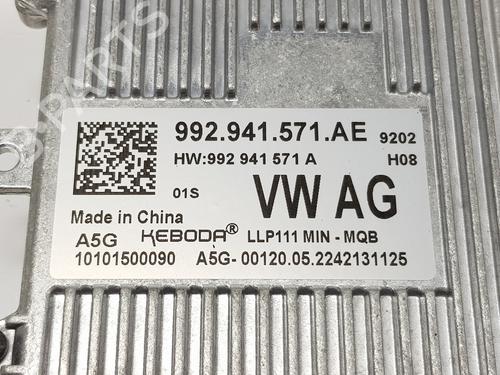 992.941.571.AE 9202
HW:992 941 571 A H08
01S VW AG
Made in China
A5G KEBODA® LLP111 MIN - MQB
10101500090 A5G- 00120.05.2242131125